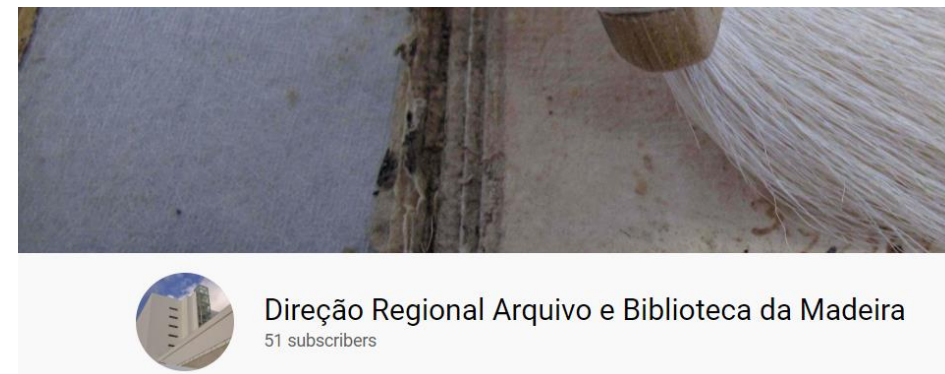 Direção Regional Arquivo e Biblioteca da Madeira
51 subscribers